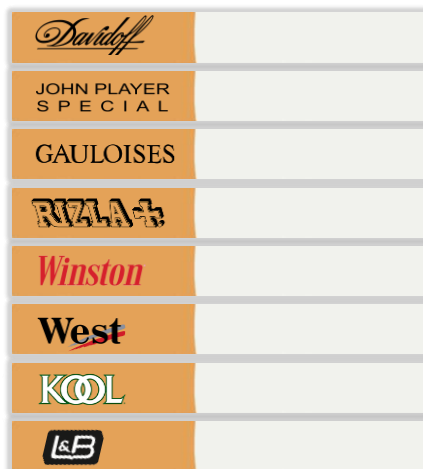 Davidoff
JOHN PLAYER
SPECIAL
GAULOISES
RIZLA+
Winston
West
KOOL
L&B